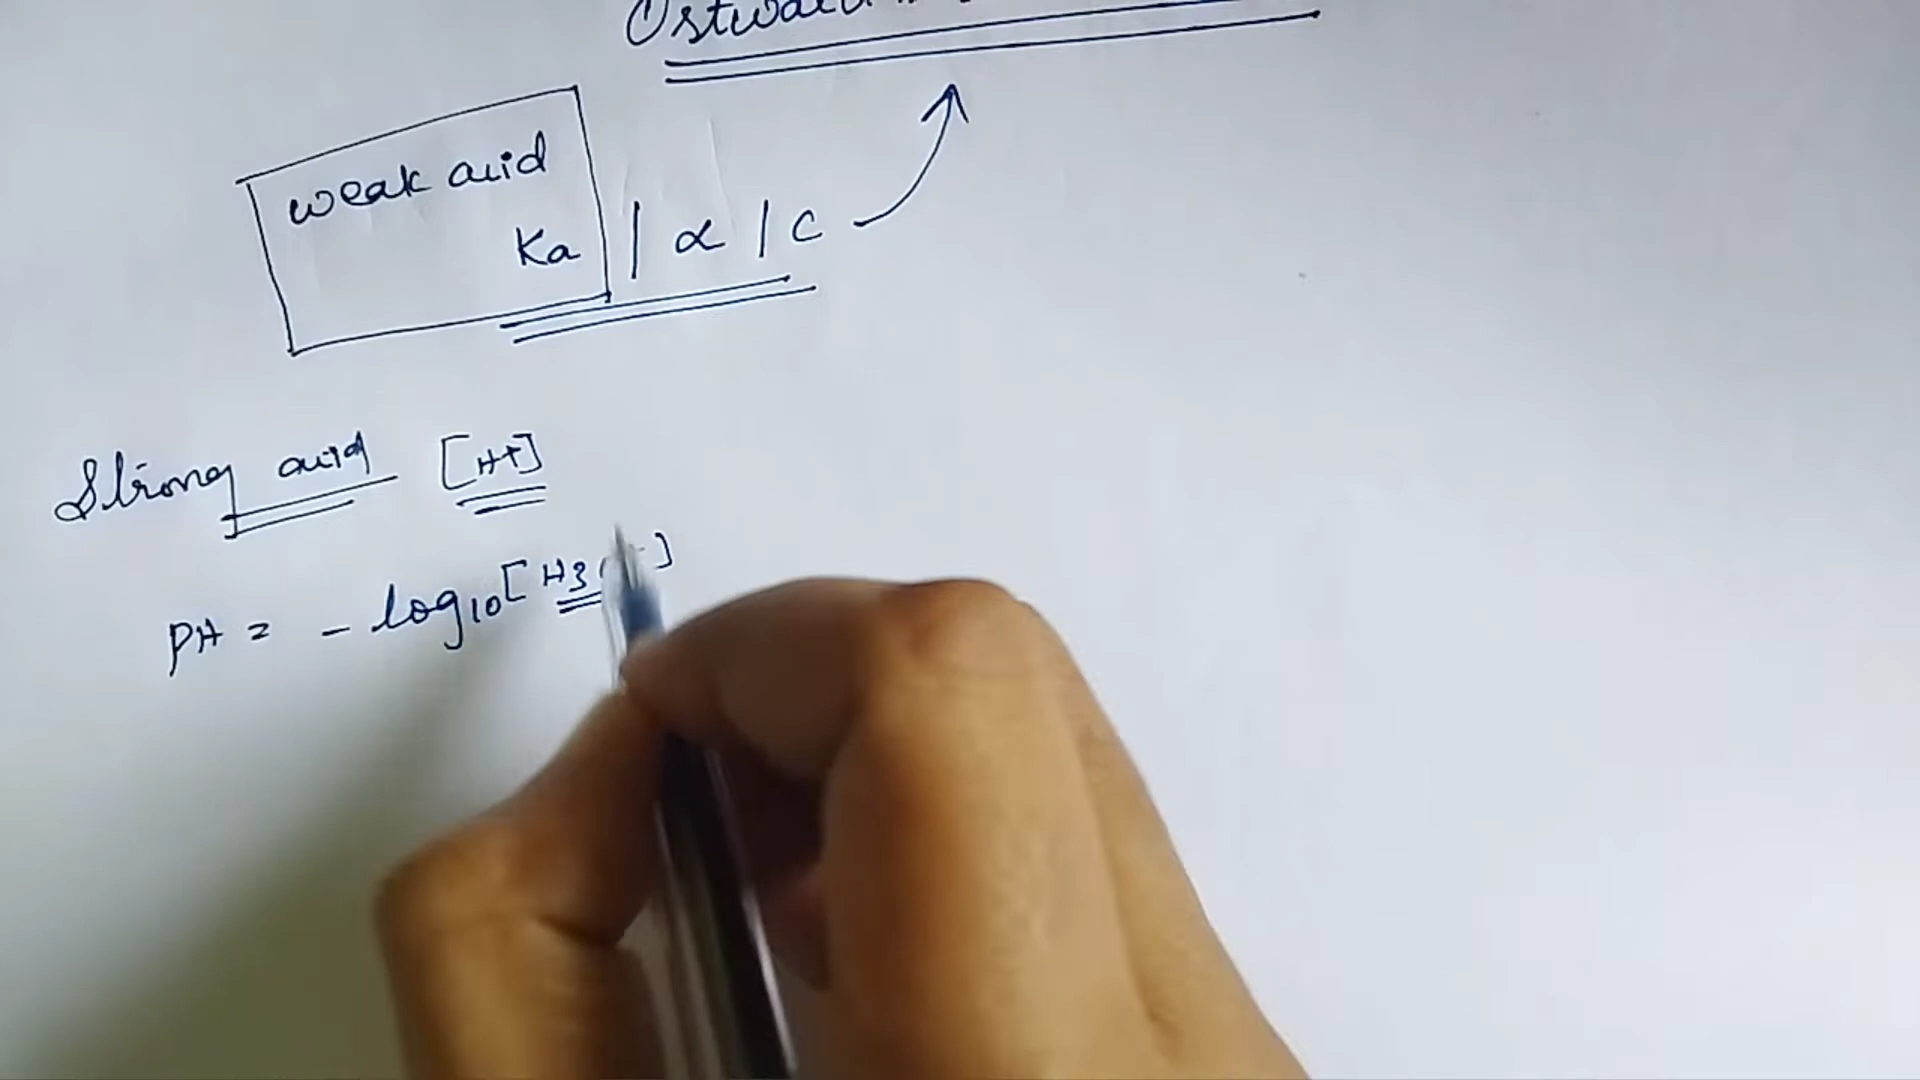 Ostwald
weak acid
Ka | α | C
Strong acid [H+]
PH = - log10 [H3 ]